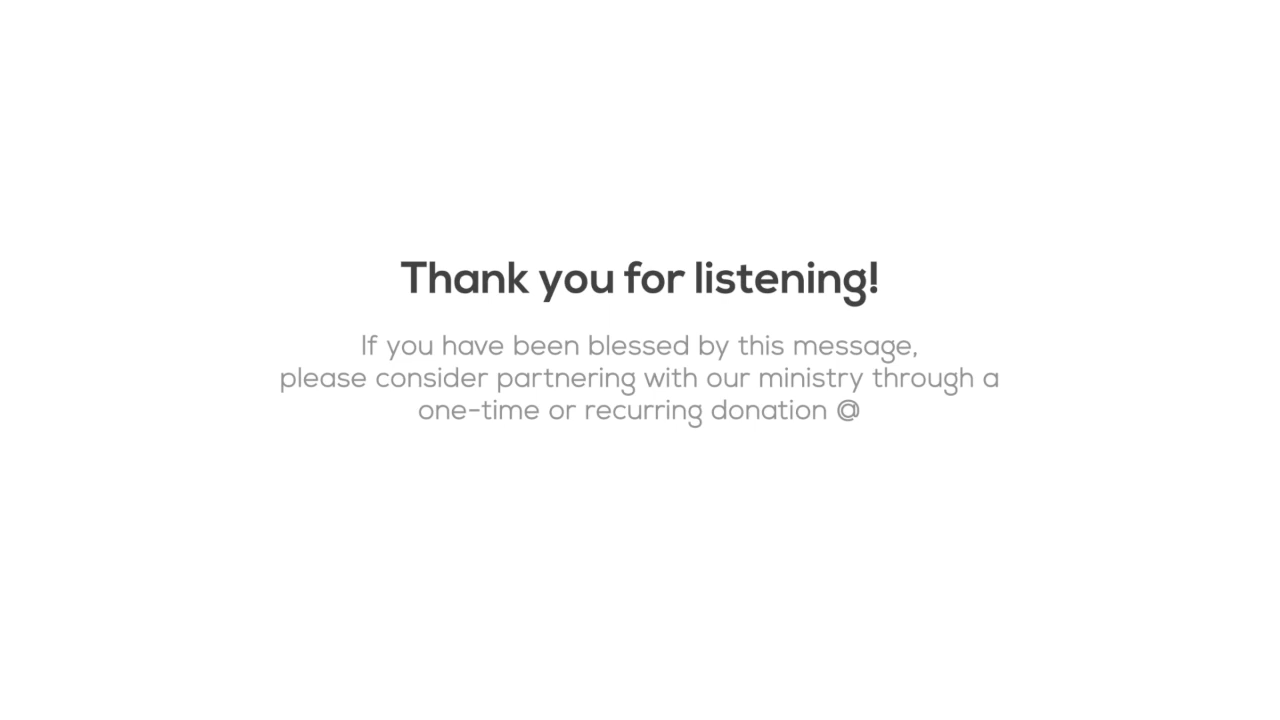 Thank you for listening!
If you have been blessed by this message,
please consider partnering with our ministry through a
one-time or recurring donation @